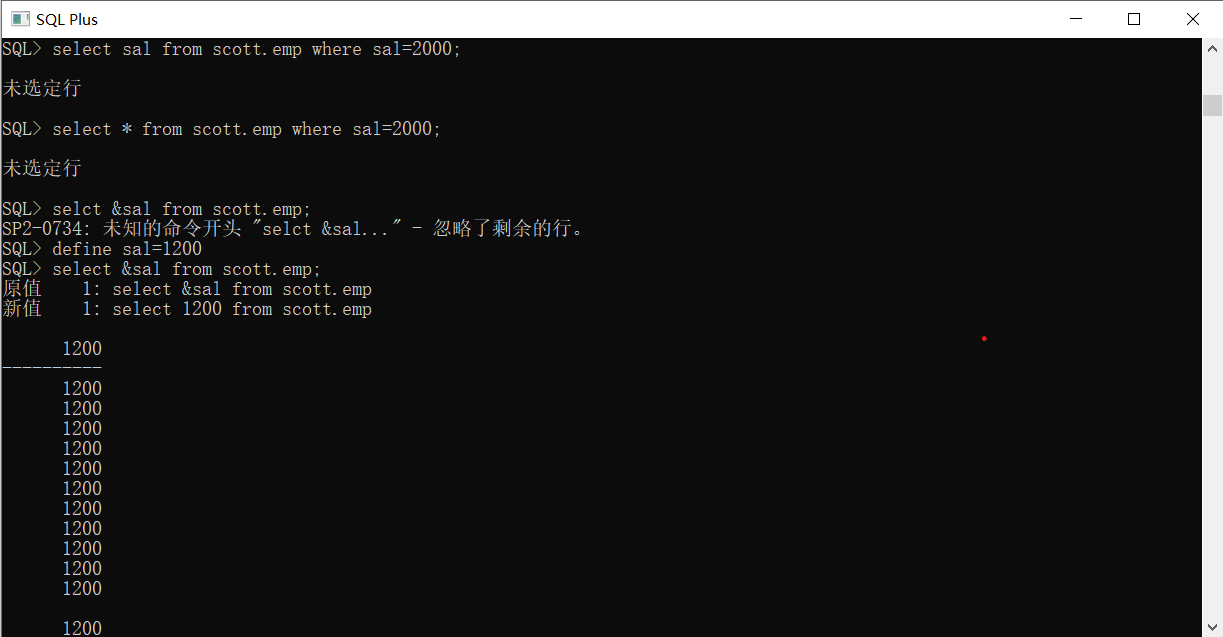 SQL Plus
SQL> select sal from scott.emp where sal=2000;
未选定行
SQL> select * from scott.emp where sal=2000;
未选定行
SQL> selct &sal from scott.emp;
SP2-0734: 未知的命令开头 "selct &sal..." - 忽略了剩余的行。
SQL> define sal=1200
SQL> select &sal from scott.emp;
原值    1: select &sal from scott.emp
新值    1: select 1200 from scott.emp
1200
----------
1200
1200
1200
1200
1200
1200
1200
1200
1200
1200
1200
1200